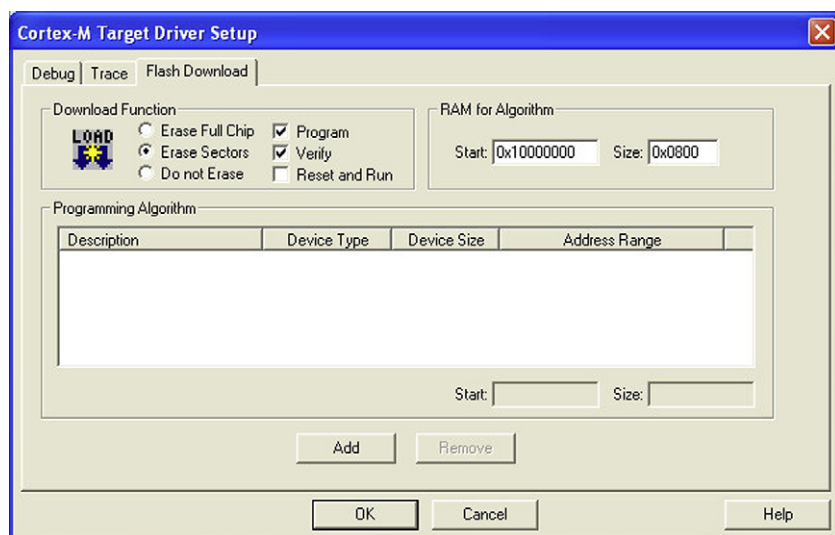 Cortex-M Target Driver Setup
Debug Trace Flash Download
Download Function
LOAD
Erase Full Chip
Erase Sectors
Do not Erase
Program
Verify
Reset and Run
RAM for Algorithm
Start: 0x10000000 Size: 0x0800
Programming Algorithm
Description Device Type Device Size Address Range
Start: Size:
Add Remove
OK Cancel Help